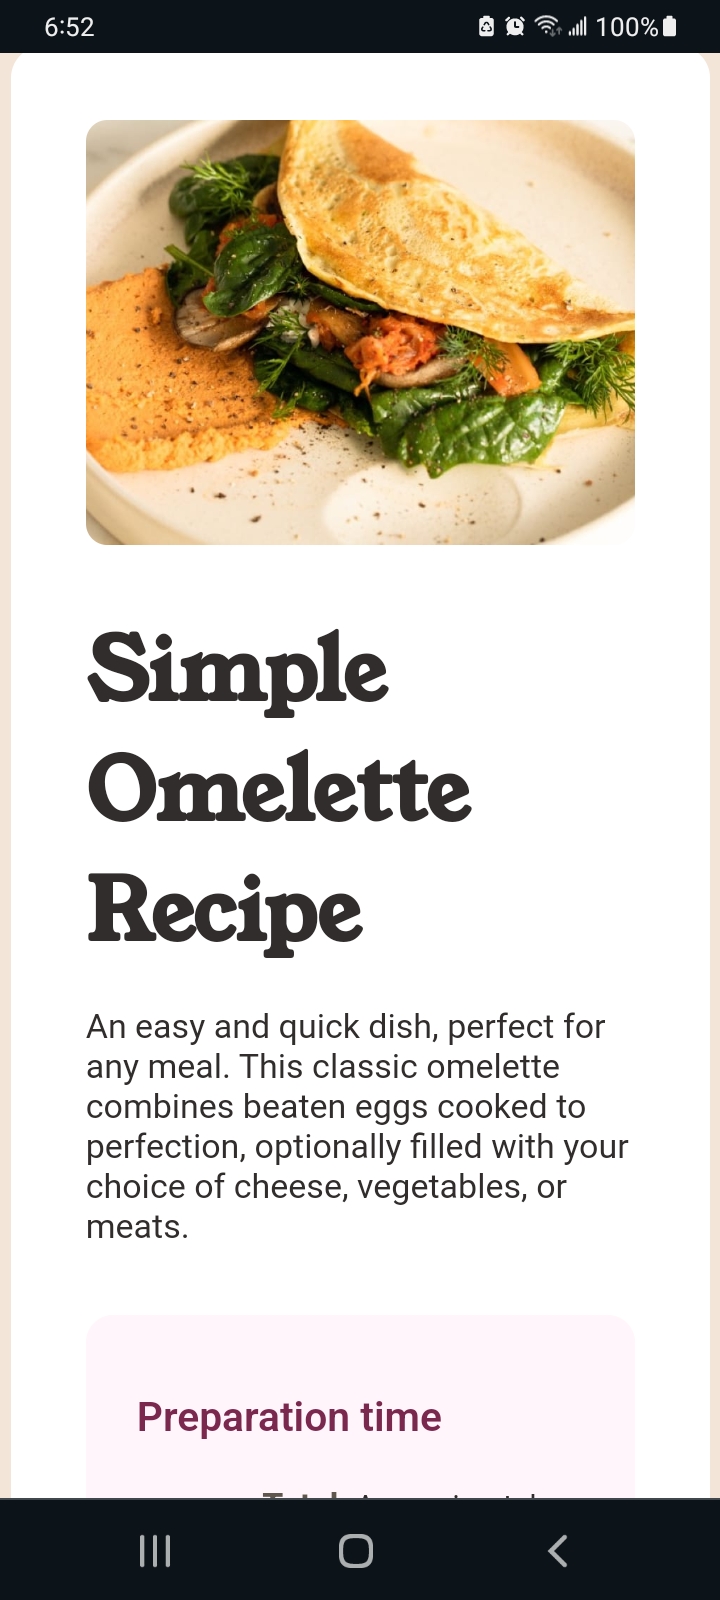 6:52
100%
Simple
Omelette
Recipe
An easy and quick dish, perfect for
any meal. This classic omelette
combines beaten eggs cooked to
perfection, optionally filled with your
choice of cheese, vegetables, or
meats.
Preparation time